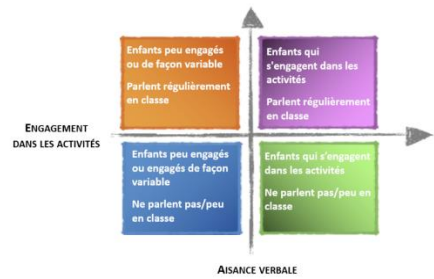 Enfants peu engagés
ou de façon variable
Parlent régulièrement
en classe
Enfants qui
s'engagent dans les
activités
Parlent régulièrement
en classe
ENGAGEMENT
DANS LES ACTIVITÉS
Enfants peu engagés
ou engagés de façon
variable
Ne parlent pas/peu
en classe
Enfants qui s'engagent
dans les activités
Ne parlent pas/peu en
classe
AISANCE VERBALE